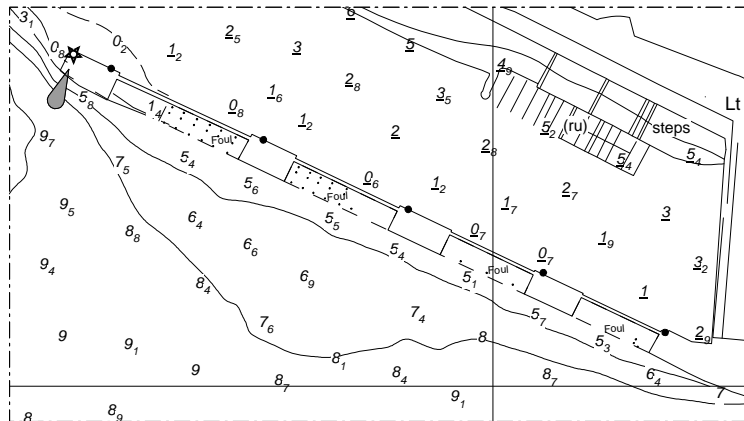 3₁ 0₈ 0₂ 1₂ 2₅ 3 6 5 4₉ Lt
5₈ 1₄ 0₈ 1₆ 2₈ 3₅
9₇ 7₅ 5₄ Foul 1₂ 2 2₈ 5₂ (ru) steps
5₆ 0₆ 1₂ 5₄ 5₄
9₅ 8₈ 6₄ 5₅ Foul 1₇ 2₇ 3
6₆ 5₄ 0₇ 1₉
9₄ 8₄ 6₉ 5₁ Foul 0₇ 3₂
7₆ 7₄ 5₇ 1
9 9₁ 8₁ 8 5₃ Foul 2₉
9 8₇ 8₄ 8₇ 6₄ 7
8 8₉ 9₁